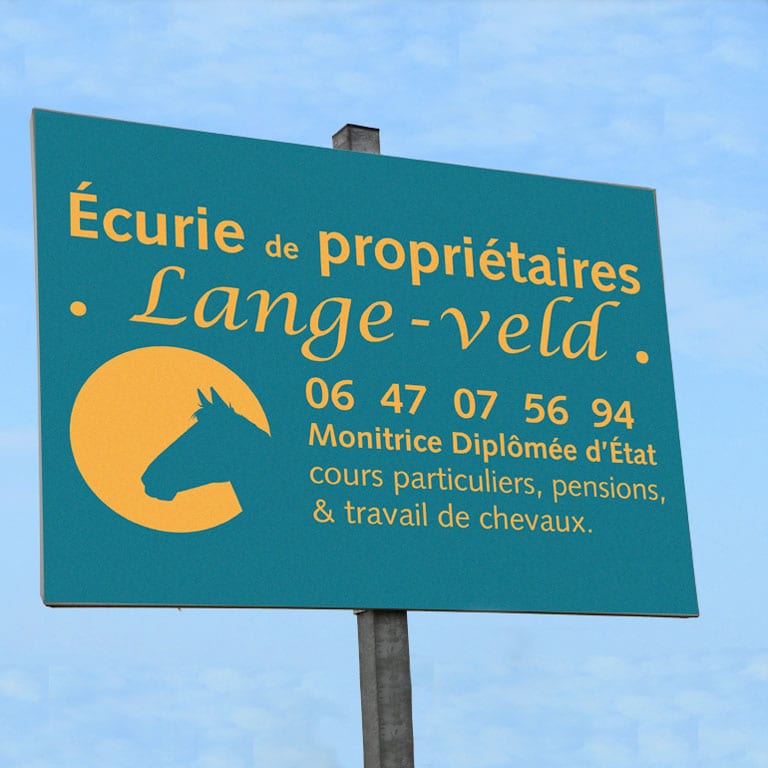 Écurie de propriétaires
. Lange-veld .
06 47 07 56 94
Monitrice Diplômée d'État
cours particuliers, pensions,
& travail de chevaux.